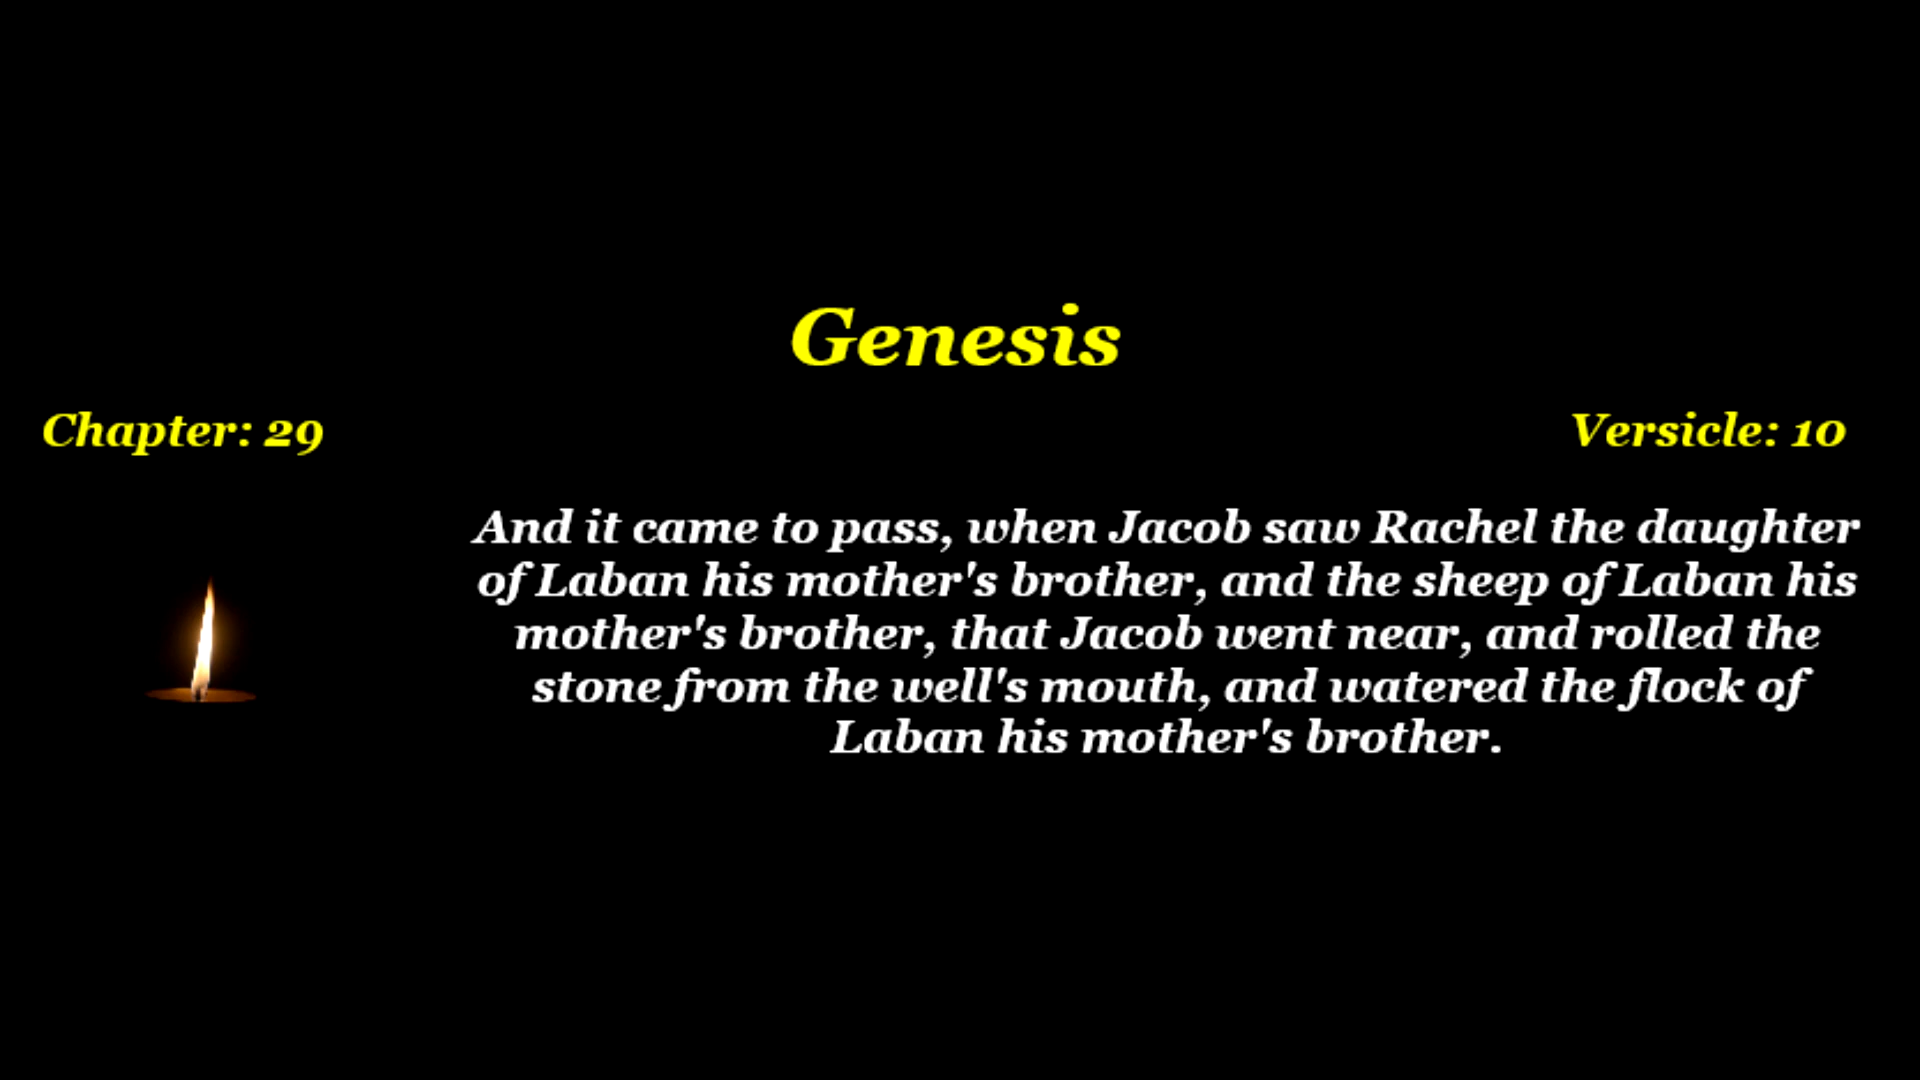 Genesis
Chapter: 29
Versicle: 10
And it came to pass, when Jacob saw Rachel the daughter
of Laban his mother's brother, and the sheep of Laban his
mother's brother, that Jacob went near, and rolled the
stone from the well's mouth, and watered the flock of
Laban his mother's brother.